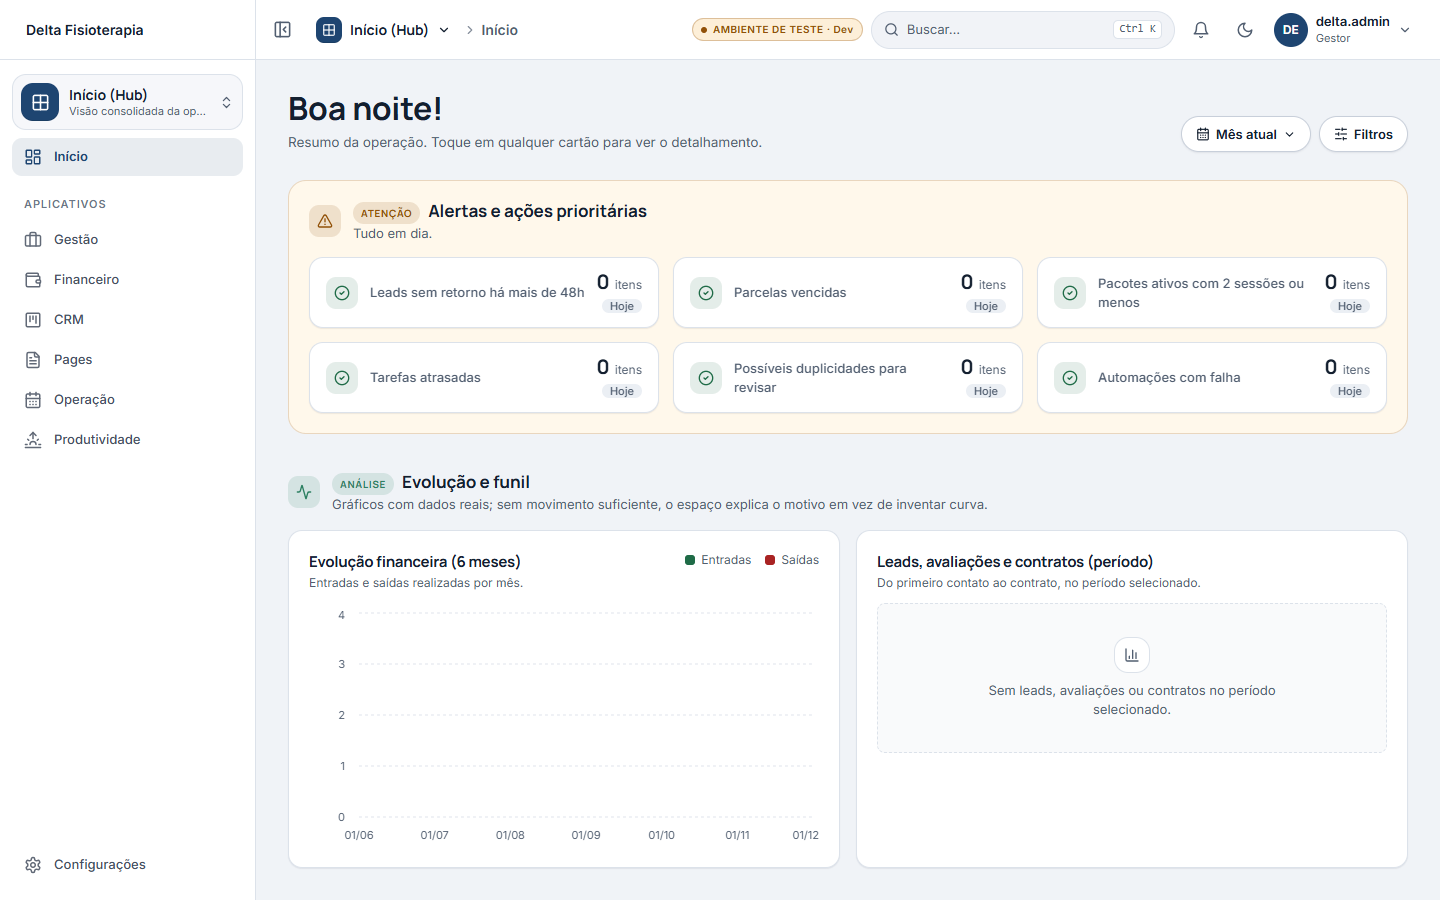 Delta Fisioterapia
Início (Hub)
Início
AMBIENTE DE TESTE · Dev
Buscar...
Ctrl K
DE
delta.admin
Gestor
Início (Hub)
Visão consolidada da op...
Início
APLICATIVOS
Gestão
Financeiro
CRM
Pages
Operação
Produtividade
Configurações
Boa noite!
Resumo da operação. Toque em qualquer cartão para ver o detalhamento.
Mês atual
Filtros
ATENÇÃO
Alertas e ações prioritárias
Tudo em dia.
Leads sem retorno há mais de 48h
0 itens
Hoje
Parcelas vencidas
0 itens
Hoje
Pacotes ativos com 2 sessões ou
menos
0 itens
Hoje
Tarefas atrasadas
0 itens
Hoje
Possíveis duplicidades para
revisar
0 itens
Hoje
Automações com falha
0 itens
Hoje
ANÁLISE
Evolução e funil
Gráficos com dados reais; sem movimento suficiente, o espaço explica o motivo em vez de inventar curva.
Evolução financeira (6 meses)
Entradas
Saídas
Entradas e saídas realizadas por mês.
4
3
2
1
0
01/06
01/07
01/08
01/09
01/10
01/11
01/12
Leads, avaliações e contratos (período)
Do primeiro contato ao contrato, no período selecionado.
Sem leads, avaliações ou contratos no período
selecionado.